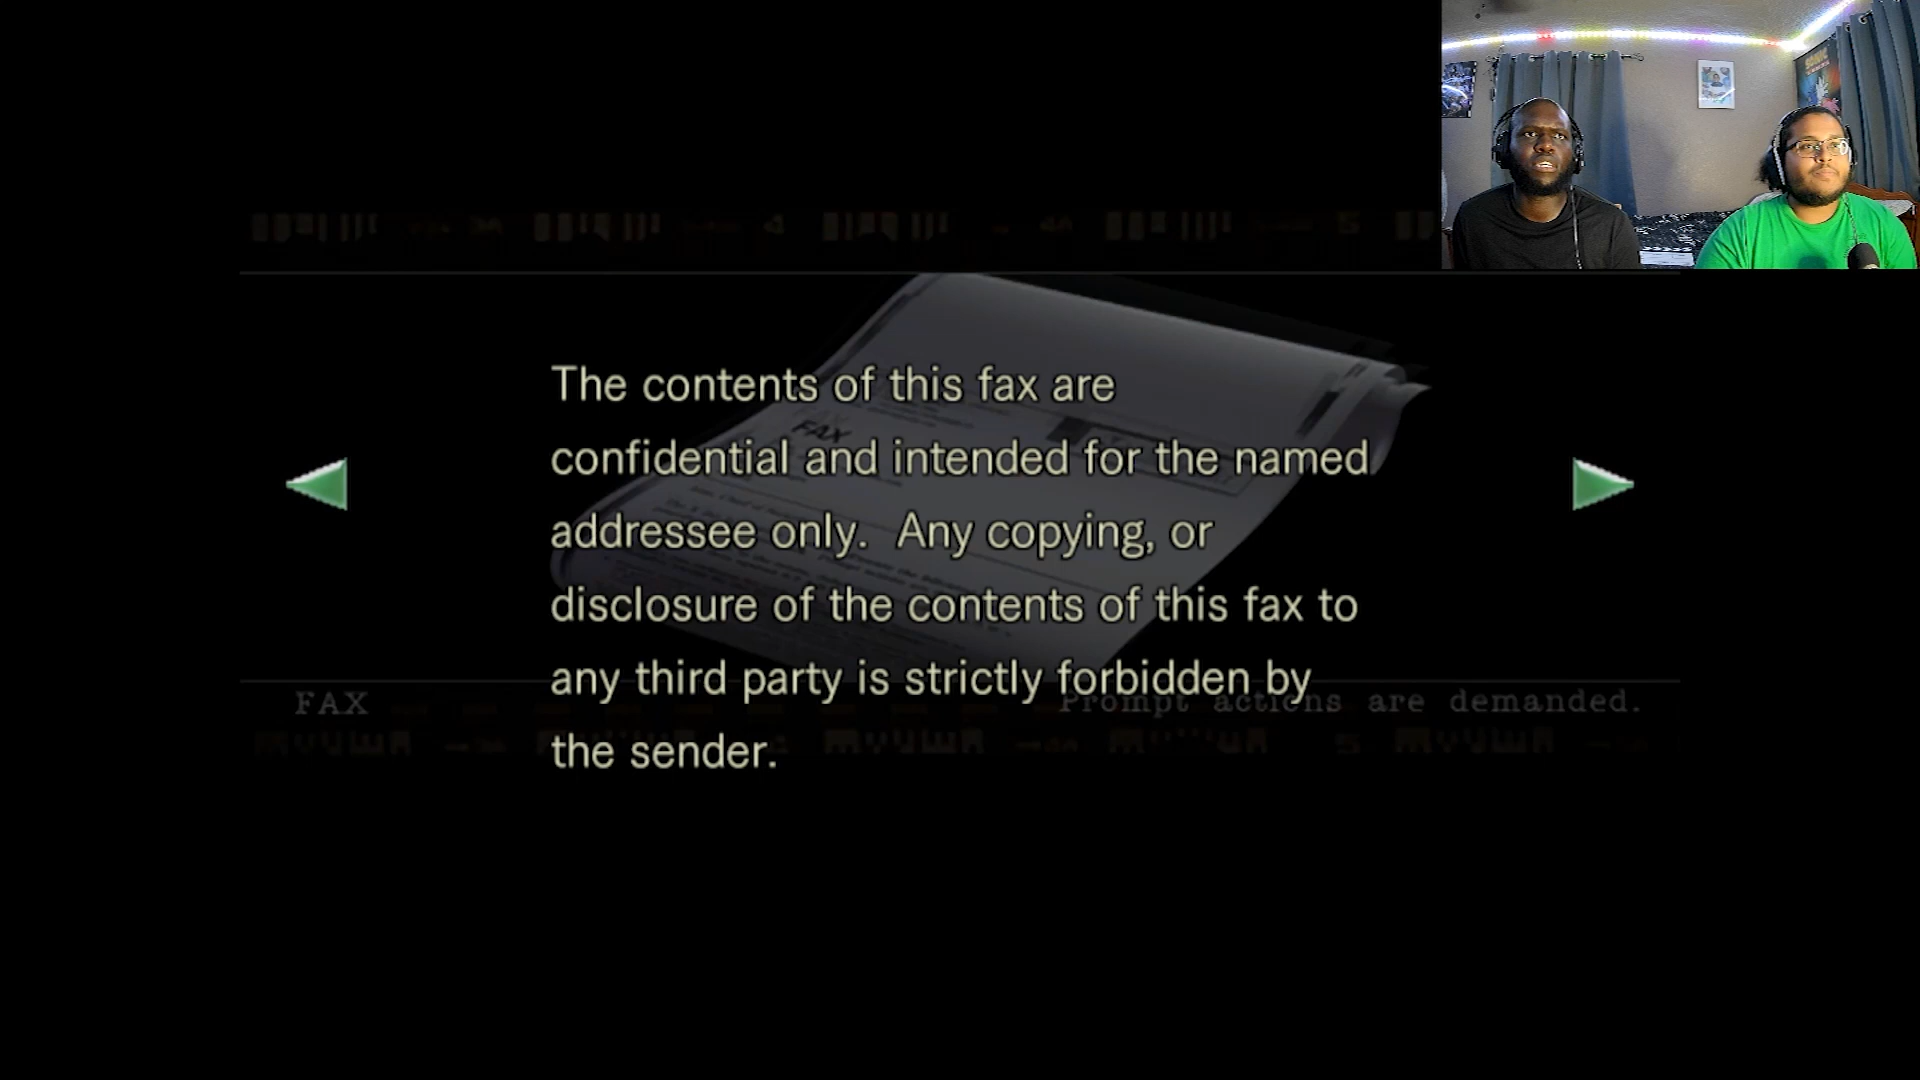 SONIC
The contents of this fax are
FAX
confidential and intended for the named
addressee only.  Any copying, or
disclosure of the contents of this fax to
any third party is strictly forbidden by
FAX
Prompt actions are demanded.
the sender.